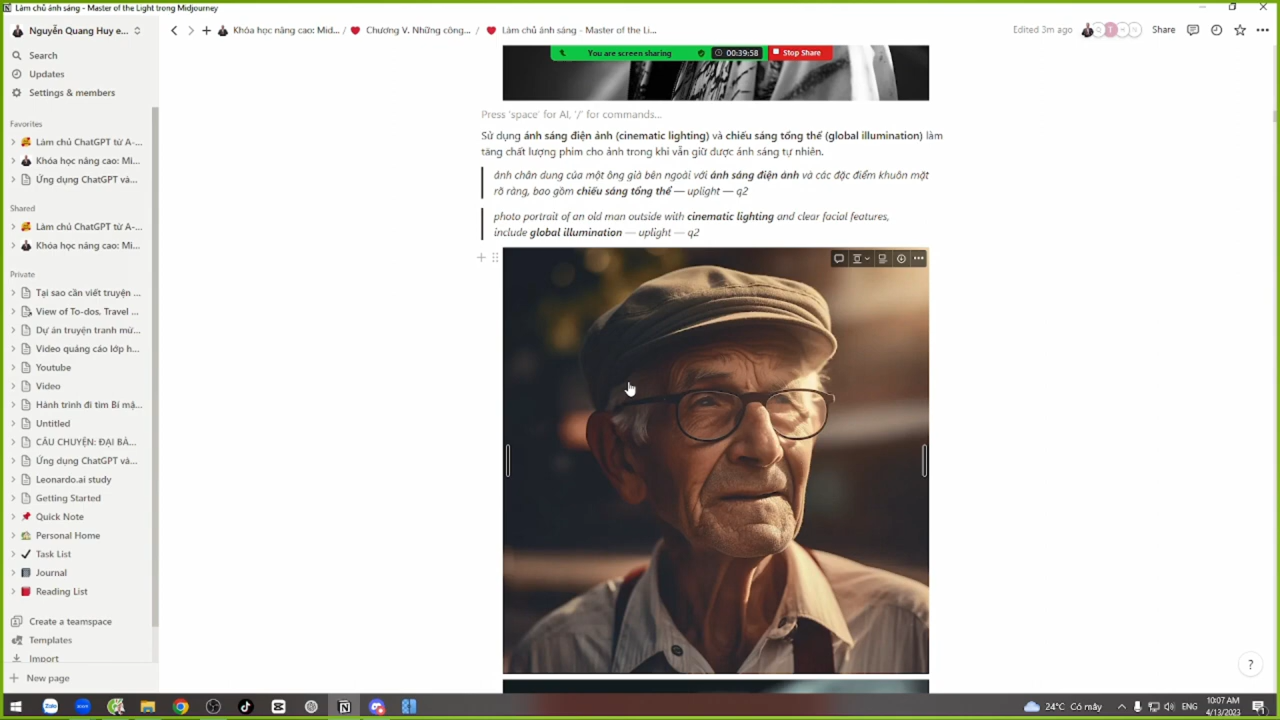 Làm chủ ánh sáng - Master of the Light trong Midjourney
Nguyễn Quang Huy e...
Khóa học nâng cao: Mid... / Chương V. Những công... / Làm chủ ánh sáng - Master of the Li...
Edited 3m ago
Share
Search
Updates
Settings & members
Favorites
Làm chủ ChatGPT từ A-...
Khóa học nâng cao: Mi...
Ứng dụng ChatGPT và...
Shared
Làm chủ ChatGPT từ A-...
Khóa học nâng cao: Mi...
Private
Tại sao cần viết truyện ...
View of To-dos, Travel ...
Dự án truyện tranh mừ...
Video quảng cáo lớp h...
Youtube
Video
Hành trình đi tìm Bí mậ...
Untitled
CÂU CHUYỆN: ĐẠI BÀ...
Ứng dụng ChatGPT và...
Leonardo.ai study
Getting Started
Quick Note
Personal Home
Task List
Journal
Reading List
Create a teamspace
Templates
Import
New page
You are screen sharing
00:39:58
Stop Share
Press 'space' for AI, '/' for commands...
Sử dụng ánh sáng điện ảnh (cinematic lighting) và chiếu sáng tổng thể (global illumination) làm
tăng chất lượng phim cho ảnh trong khi vẫn giữ được ánh sáng tự nhiên.
ảnh chân dung của một ông già bên ngoài với ánh sáng điện ảnh và các đặc điểm khuôn mặt
rõ ràng, bao gồm chiếu sáng tổng thể — uplight — q2
photo portrait of an old man outside with cinematic lighting and clear facial features,
include global illumination — uplight — q2
?
Zalo
zoom
24°C Có mây
ENG
10:07 AM
4/13/2023